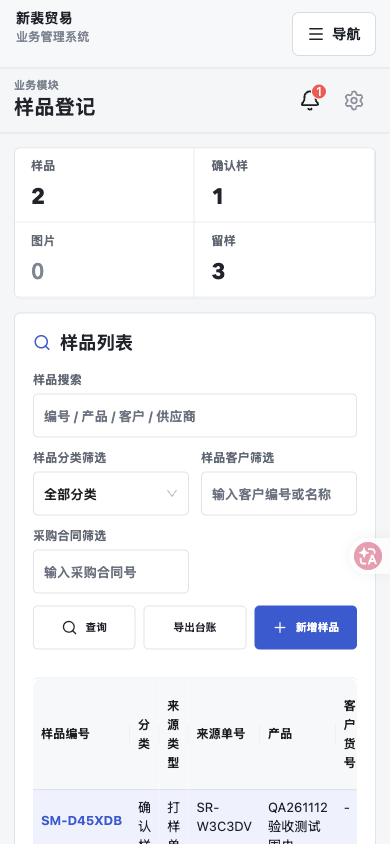 新裴贸易
业务管理系统
导航
业务模块
样品登记
1
样品
2
确认样
1
图片
0
留样
3
样品列表
样品搜索
编号 / 产品 / 客户 / 供应商
样品分类筛选
样品客户筛选
全部分类
输入客户编号或名称
采购合同筛选
输入采购合同号
查询
导出台账
新增样品
样品编号
分类
来源类型
来源单号
产品
客户货号
SM-D45XDB
确认样
打样单
SR-W3C3DV
QA261112
验收测试
-